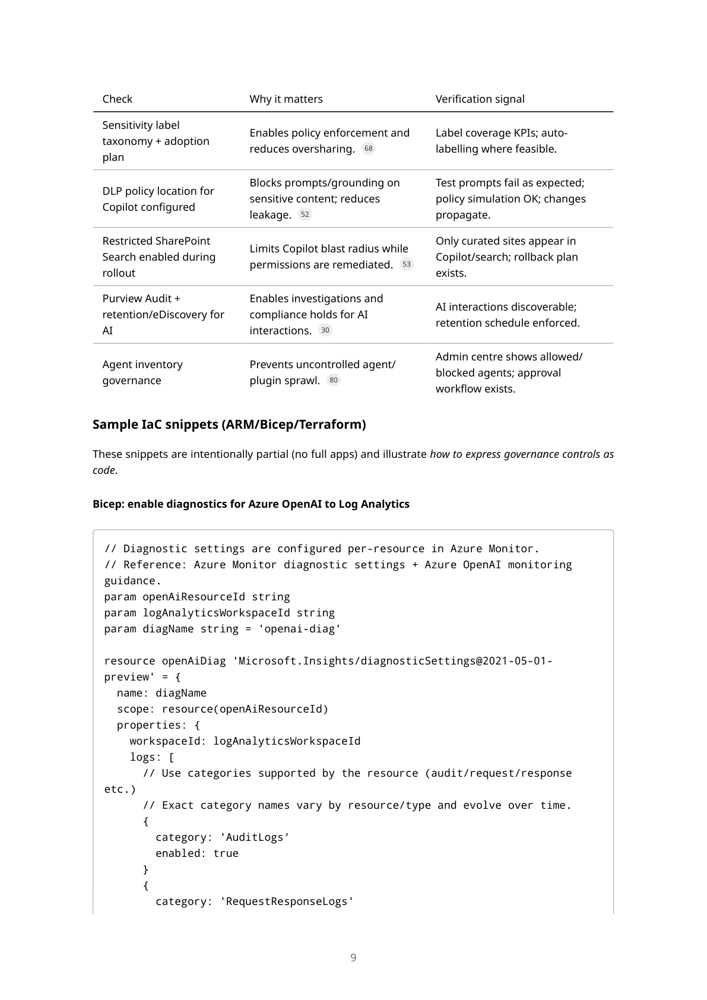 Check Why it matters Verification signal
Sensitivity label
taxonomy + adoption
plan
Enables policy enforcement and
reduces oversharing. 68
Label coverage KPIs; auto-
labelling where feasible.
DLP policy location for
Copilot configured
Blocks prompts/grounding on
sensitive content; reduces
leakage. 52
Test prompts fail as expected;
policy simulation OK; changes
propagate.
Restricted SharePoint
Search enabled during
rollout
Limits Copilot blast radius while
permissions are remediated. 53
Only curated sites appear in
Copilot/search; rollback plan
exists.
Purview Audit +
retention/eDiscovery for
AI
Enables investigations and
compliance holds for AI
interactions. 30
AI interactions discoverable;
retention schedule enforced.
Agent inventory
governance
Prevents uncontrolled agent/
plugin sprawl. 80
Admin centre shows allowed/
blocked agents; approval
workflow exists.
Sample IaC snippets (ARM/Bicep/Terraform)
These snippets are intentionally partial (no full apps) and illustrate how to express governance controls as
code.
Bicep: enable diagnostics for Azure OpenAI to Log Analytics
// Diagnostic settings are configured per-resource in Azure Monitor.
// Reference: Azure Monitor diagnostic settings + Azure OpenAI monitoring
guidance.
param openAiResourceId string
param logAnalyticsWorkspaceId string
param diagName string = 'openai-diag'
resource openAiDiag 'Microsoft.Insights/diagnosticSettings@2021-05-01-
preview' = {
  name: diagName
  scope: resource(openAiResourceId)
  properties: {
    workspaceId: logAnalyticsWorkspaceId
    logs: [
      // Use categories supported by the resource (audit/request/response
etc.)
      // Exact category names vary by resource/type and evolve over time.
      {
        category: 'AuditLogs'
        enabled: true
      }
      {
        category: 'RequestResponseLogs'
9